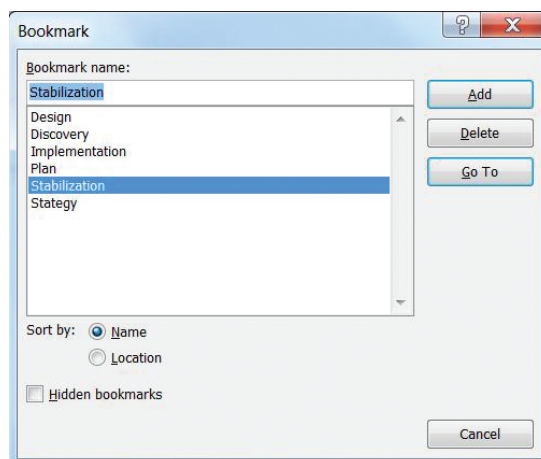 Bookmark
?
Bookmark name:
Stabilization
Add
Design
Discovery
Implementation
Plan
Stabilization
Stategy
Delete
Go To
Sort by: Name
Location
Hidden bookmarks
Cancel